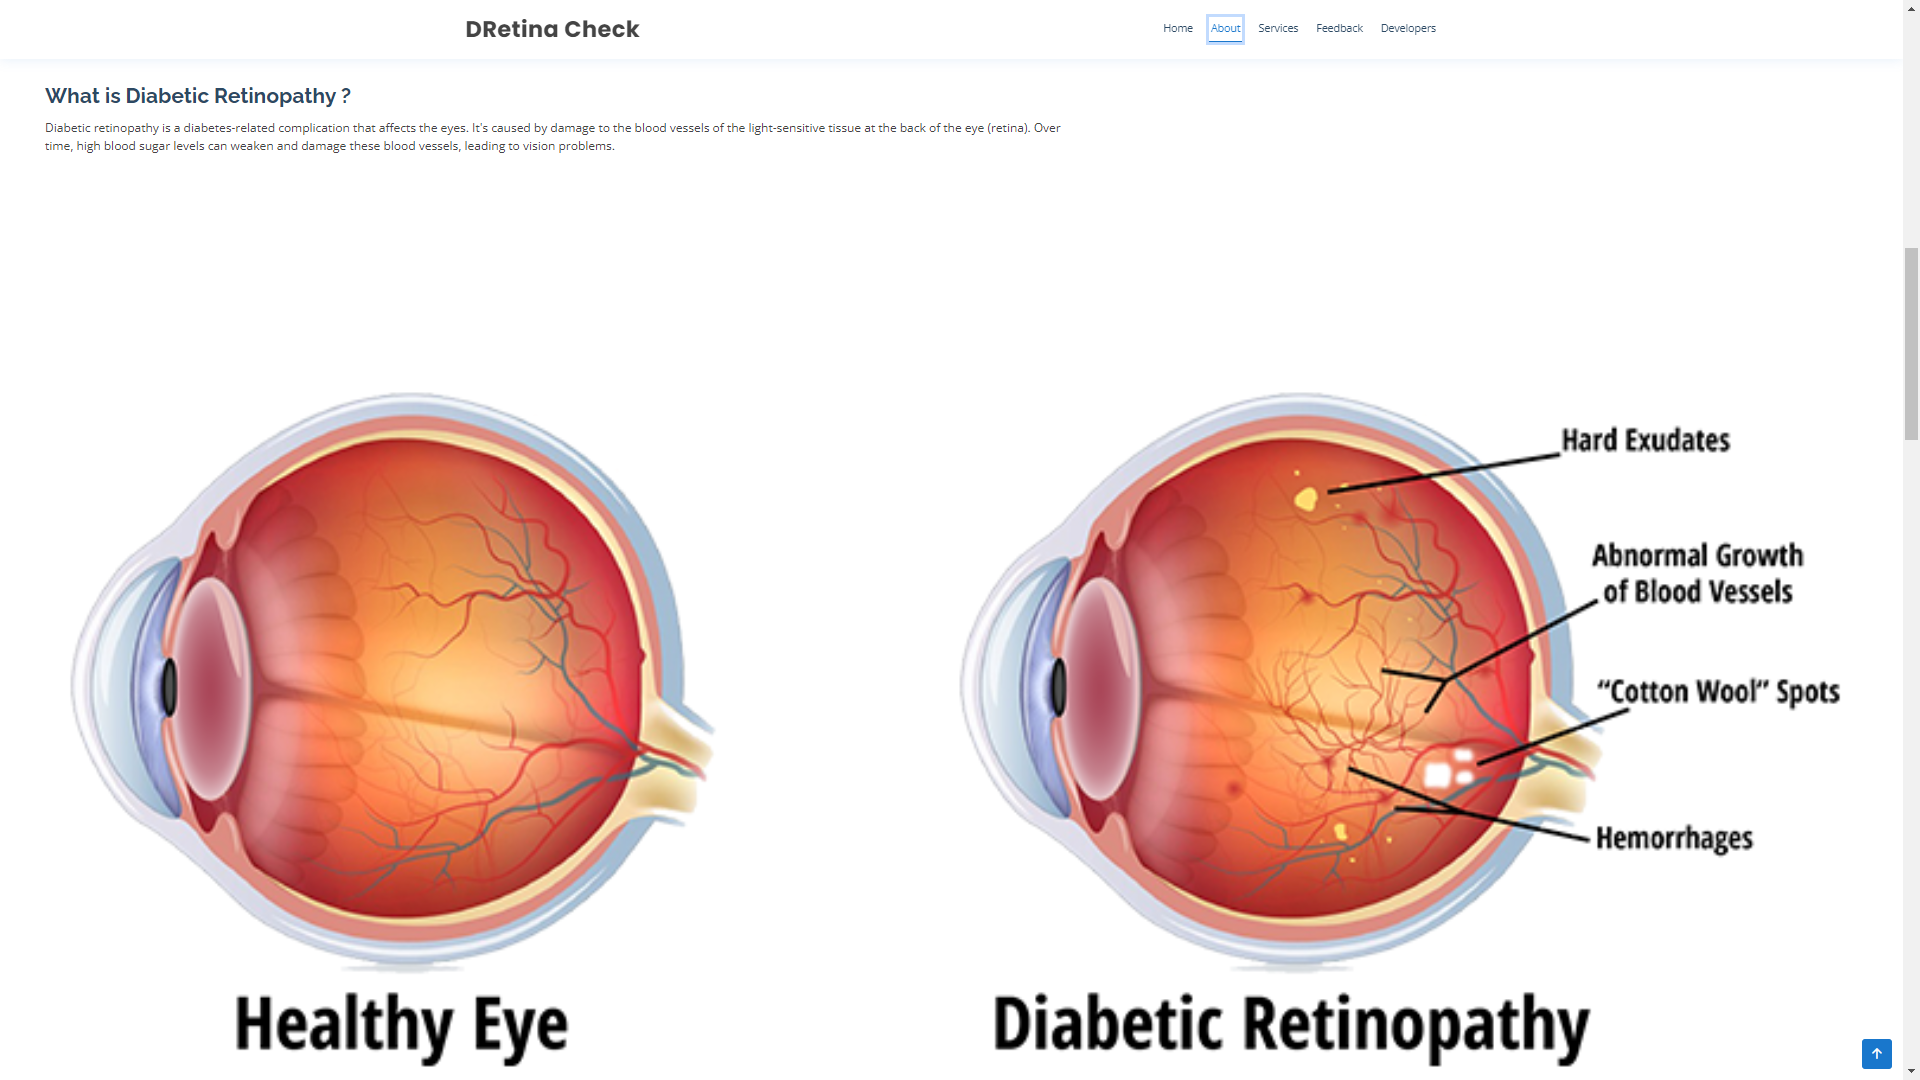 DRetina Check
Home About Services Feedback Developers
What is Diabetic Retinopathy ?
Diabetic retinopathy is a diabetes-related complication that affects the eyes. It's caused by damage to the blood vessels of the light-sensitive tissue at the back of the eye (retina). Over
time, high blood sugar levels can weaken and damage these blood vessels, leading to vision problems.
Hard Exudates
Abnormal Growth
of Blood Vessels
“Cotton Wool” Spots
Hemorrhages
Healthy Eye
Diabetic Retinopathy